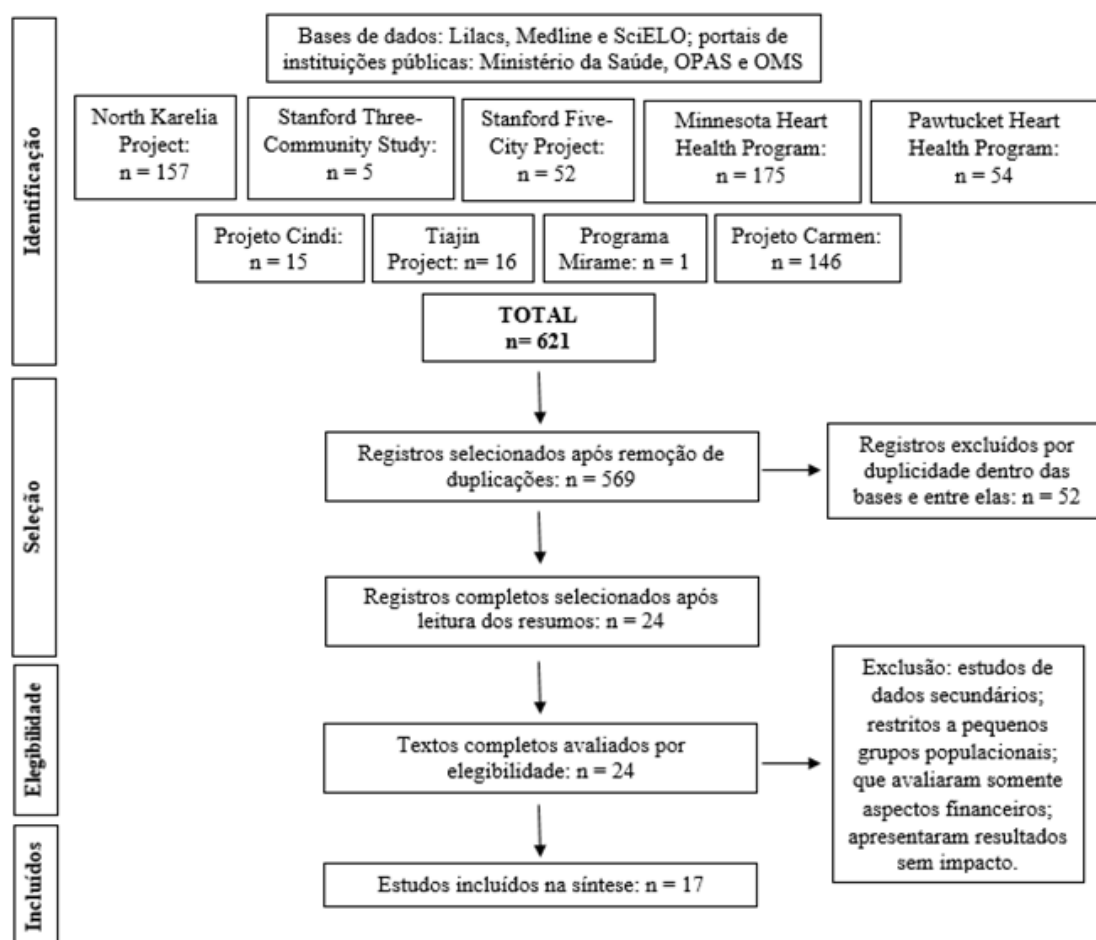 Bases de dados: Lilacs, Medline e SciELO; portais de
instituições públicas: Ministério da Saúde, OPAS e OMS
Identificação
North Karelia
Project:
n = 157
Stanford Three-
Community Study:
n = 5
Stanford Five-
City Project:
n = 52
Minnesota Heart
Health Program:
n = 175
Pawtucket Heart
Health Program:
n = 54
Projeto Cindi:
n = 15
Tiajin
Project: n= 16
Programa
Mirame: n = 1
Projeto Carmen:
n = 146
TOTAL
n= 621
Seleção
Registros selecionados após remoção de
duplicações: n = 569
Registros excluídos por
duplicidade dentro das
bases e entre elas: n = 52
Registros completos selecionados após
leitura dos resumos: n = 24
Elegibilidade
Textos completos avaliados por
elegibilidade: n = 24
Exclusão: estudos de
dados secundários;
restritos a pequenos
grupos populacionais;
que avaliaram somente
aspectos financeiros;
apresentaram resultados
sem impacto.
Incluídos
Estudos incluídos na síntese: n = 17